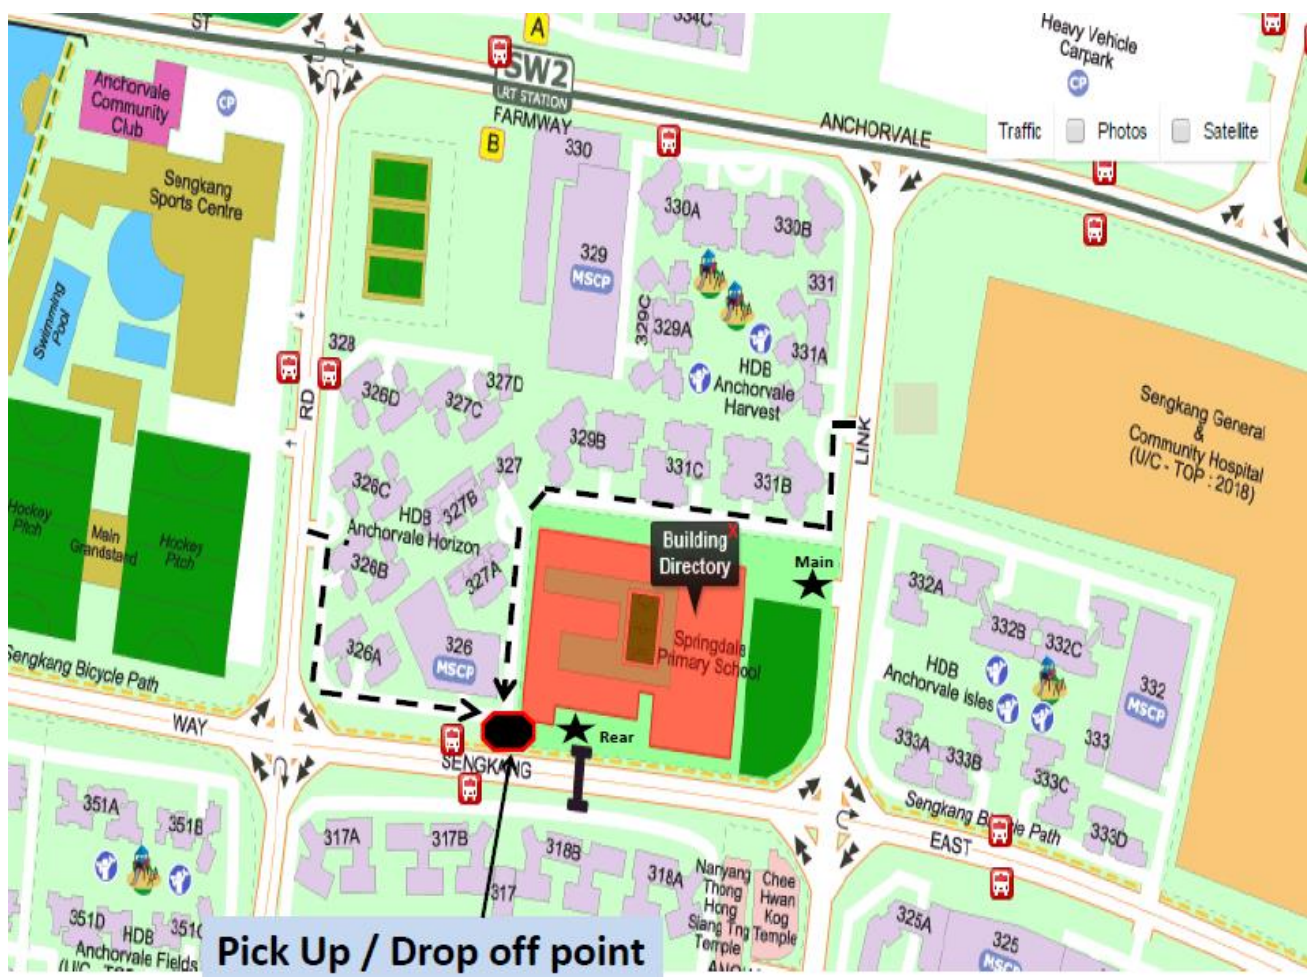 ST
A
334C
Heavy Vehicle
Carpark
CP
SW2
LRT STATION
FARMWAY
B
ANCHORVALE
Traffic
Photos
Satellite
Anchorvale
Community
Club
CP
Sengkang
Sports Centre
Swimming
Pool
330
330A
330B
329
MSCP
329C
329A
331
331A
HDB
Anchorvale
Harvest
328
RD
326D
327C
327D
LINK
Sengkang General
&
Community Hospital
(U/C - TOP : 2018)
329B
331C
331B
327
326C
327B
HDB
Anchorvale Horizon
Hockey
Pitch
Main
Grandstand
Hockey
Pitch
326B
327A
326A
326
MSCP
Building
Directory
X
Main
Springdale
Primary School
332A
332B
332C
HDB
Anchorvale Isles
332
MSCP
333A
333B
333
333C
333D
Sengkang Bicycle Path
WAY
Rear
SENGKANG
EAST
Sengkang Bicycle Path
351A
351B
317A
317B
318B
318A
317
Nanyang
Thong
Hong
Siang Tng
Temple
Chee
Hwan
Kog
Temple
325A
325
MSCP
351D
HDB
351C
Anchorvale Fields
Pick Up / Drop off point